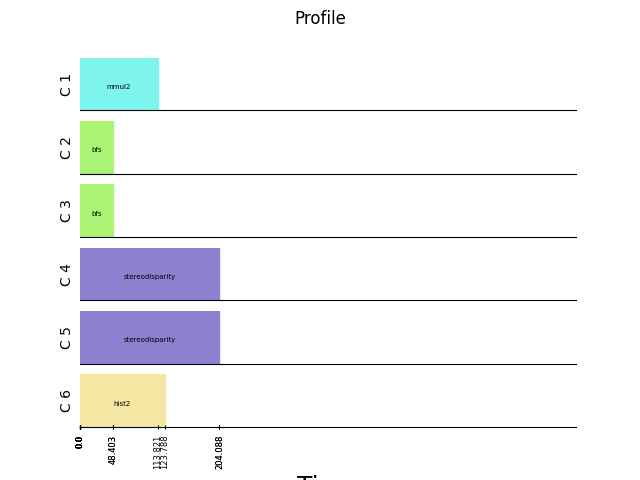 Profile
C 1
mmul2
C 2
bfs
C 3
bfs
C 4
stereodisparity
C 5
stereodisparity
C 6
hist2
0.0
48.403
113.821
123.788
204.088